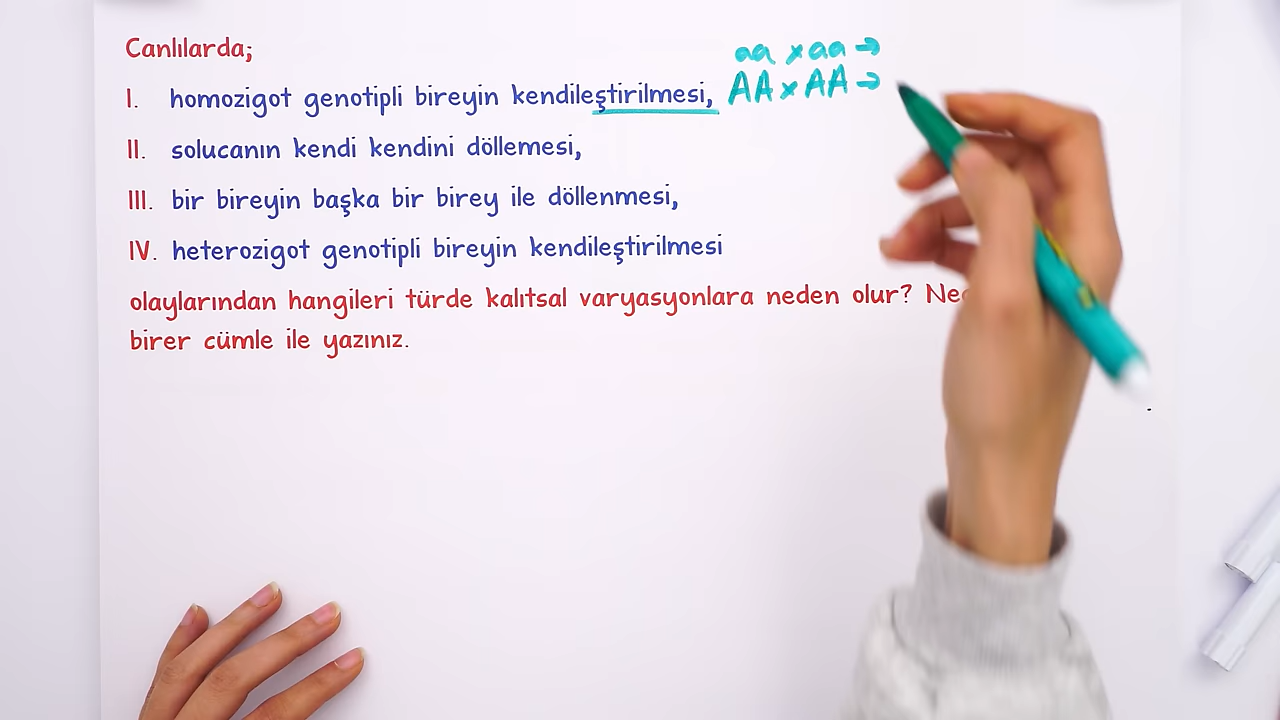 Canlılarda;
aa x aa →
I. homozigot genotipli bireyin kendileştirilmesi, AA x AA →
II. solucanın kendi kendini döllemesi,
III. bir bireyin başka bir birey ile döllenmesi,
IV. heterozigot genotipli bireyin kendileştirilmesi
olaylarından hangileri türde kalıtsal varyasyonlara neden olur?
birer cümle ile yazınız.